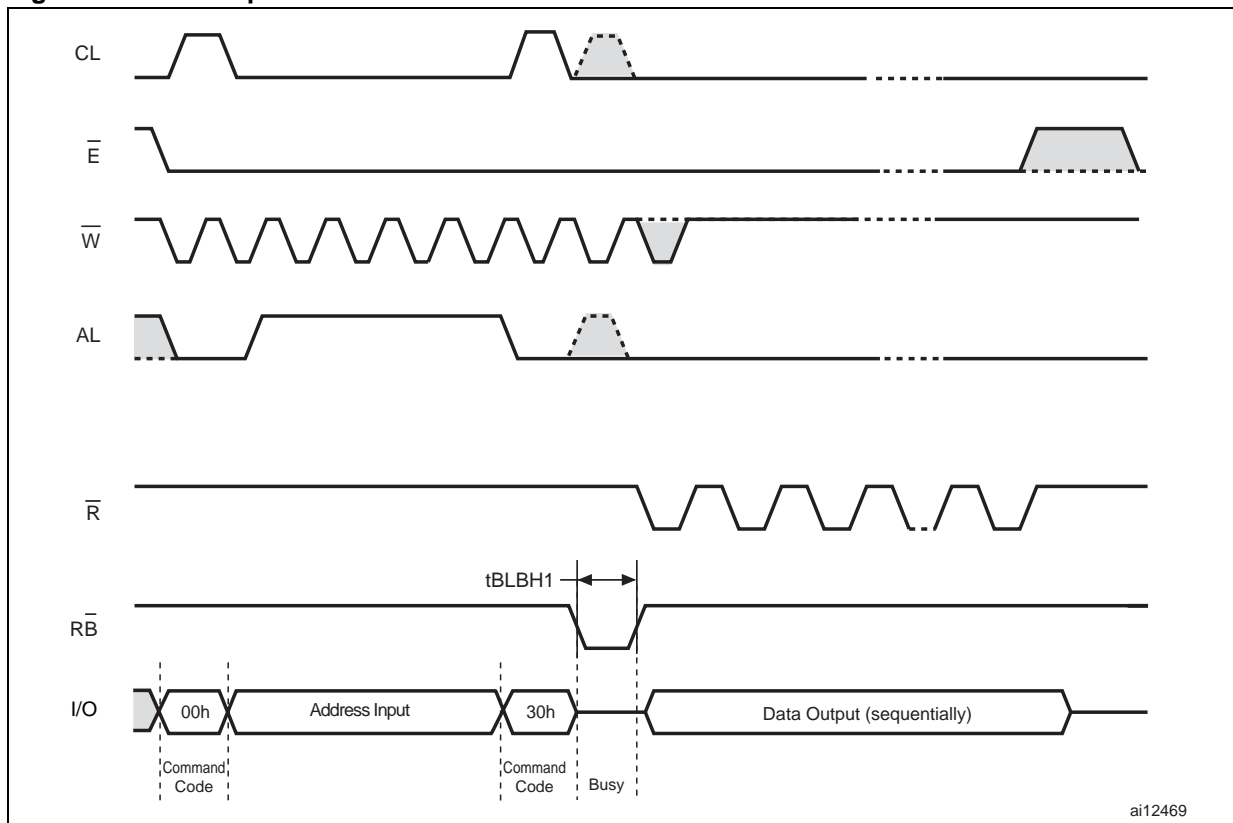 CL
E̅
W̅
AL
R̅
tBLBH1
RB̅
I/O
00h
Address Input
30h
Data Output (sequentially)
Command
Code
Command
Code
Busy
ai12469